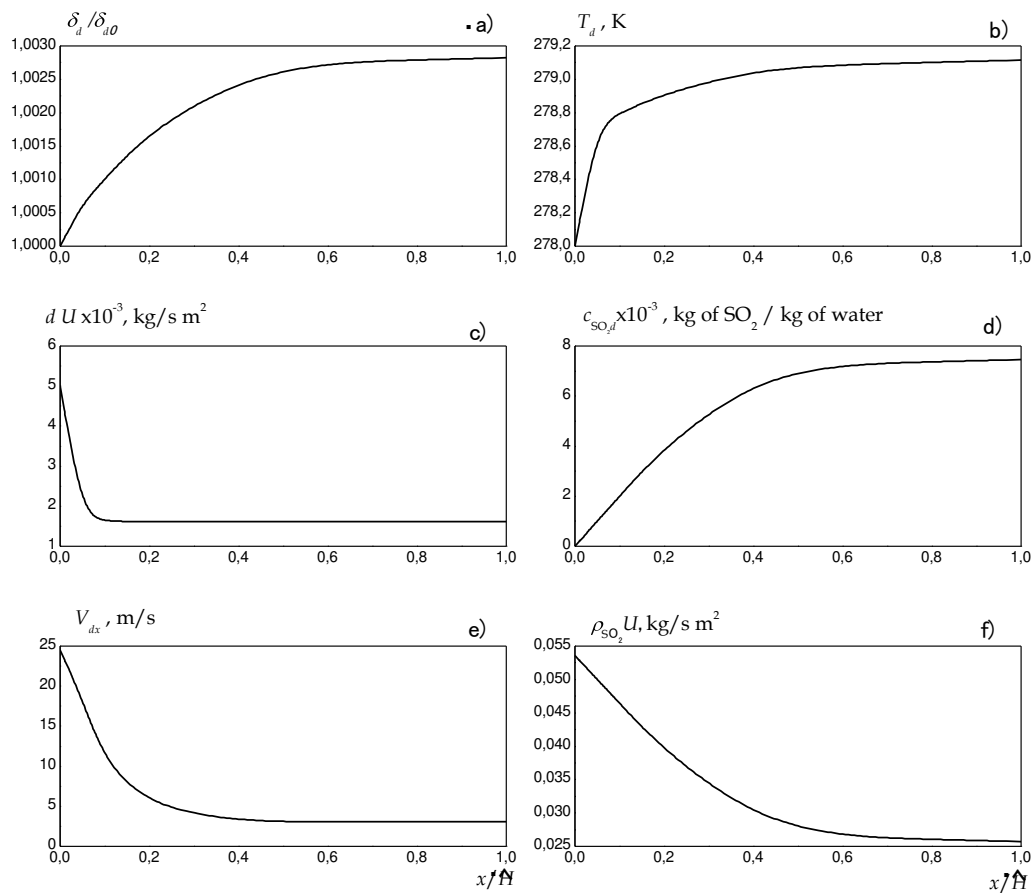 δd /δd0
a)
1,0030
1,0025
1,0020
1,0015
1,0010
1,0005
1,0000
0,0 0,2 0,4 0,6 0,8 1,0
Td , K
b)
279,2
279,0
278,8
278,6
278,4
278,2
278,0
0,0 0,2 0,4 0,6 0,8 1,0
d U x10⁻³, kg/s m²
c)
6
5
4
3
2
1
0,0 0,2 0,4 0,6 0,8 1,0
cSO₂d x10⁻³ , kg of SO₂ / kg of water
d)
8
6
4
2
0
0,0 0,2 0,4 0,6 0,8 1,0
Vdx , m/s
e)
25
20
15
10
5
0
0,0 0,2 0,4 0,6 0,8 1,0
x/H
ρSO₂U, kg/s m²
f)
0,055
0,050
0,045
0,040
0,035
0,030
0,025
0,0 0,2 0,4 0,6 0,8 1,0
x/H